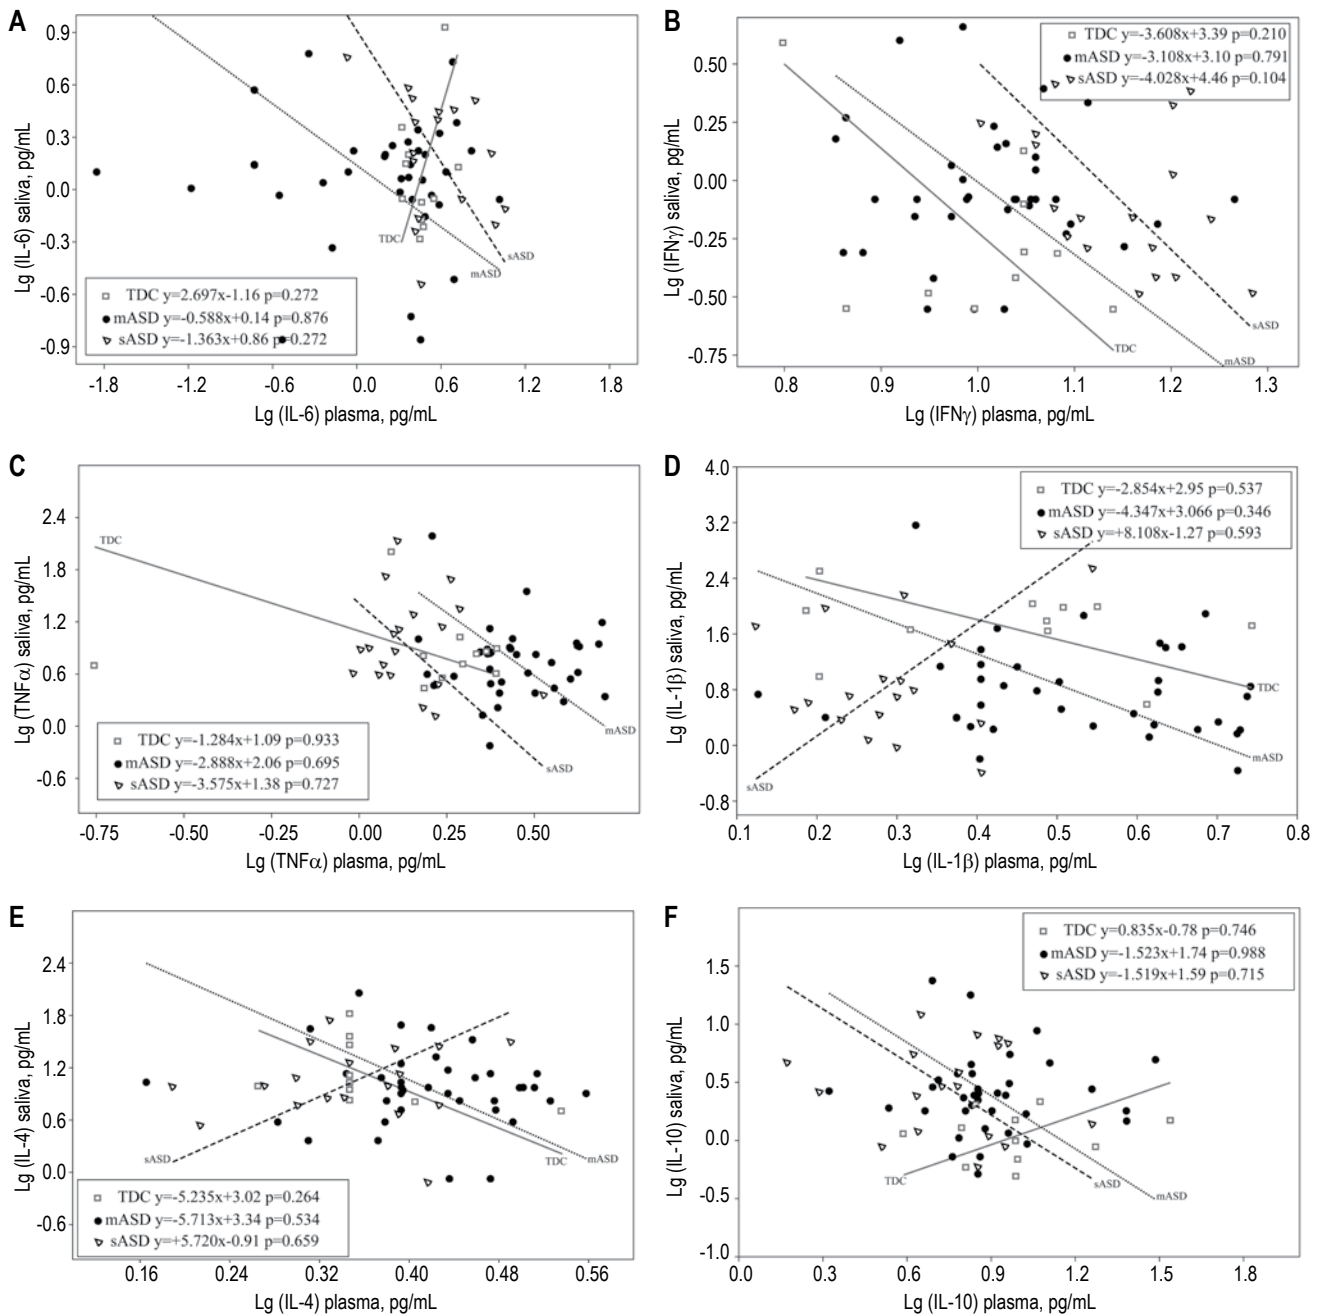 A
0.9
0.6
0.3
0.0
-0.3
-0.6
-0.9
Lg (IL-6) saliva, pg/mL
TDC
sASD
mASD
TDC y=2.697x-1.16 p=0.272
mASD y=-0.588x+0.14 p=0.876
sASD y=-1.363x+0.86 p=0.272
-1.8 -1.2 -0.6 0.0 0.6 1.2 1.8
Lg (IL-6) plasma, pg/mL
B
TDC y=-3.608x+3.39 p=0.210
mASD y=-3.108x+3.10 p=0.791
sASD y=-4.028x+4.46 p=0.104
0.50
0.25
0.00
-0.25
-0.50
-0.75
Lg (IFNγ) saliva, pg/mL
sASD
TDC
mASD
0.8 0.9 1.0 1.1 1.2 1.3
Lg (IFNγ) plasma, pg/mL
C
2.4
1.8
1.2
0.6
0.0
-0.6
Lg (TNFα) saliva, pg/mL
TDC
mASD
sASD
TDC y=-1.284x+1.09 p=0.933
mASD y=-2.888x+2.06 p=0.695
sASD y=-3.575x+1.38 p=0.727
-0.75 -0.50 -0.25 0.00 0.25 0.50
Lg (TNFα) plasma, pg/mL
D
4.0
3.2
2.4
1.6
0.8
0.0
-0.8
Lg (IL-1β) saliva, pg/mL
TDC y=-2.854x+2.95 p=0.537
mASD y=-4.347x+3.066 p=0.346
sASD y=+8.108x-1.27 p=0.593
TDC
mASD
sASD
0.1 0.2 0.3 0.4 0.5 0.6 0.7 0.8
Lg (IL-1β) plasma, pg/mL
E
2.4
1.8
1.2
0.6
0.0
-0.6
Lg (IL-4) saliva, pg/mL
sASD
TDC
mASD
TDC y=-5.235x+3.02 p=0.264
mASD y=-5.713x+3.34 p=0.534
sASD y=+5.720x-0.91 p=0.659
0.16 0.24 0.32 0.40 0.48 0.56
Lg (IL-4) plasma, pg/mL
F
TDC y=0.835x-0.78 p=0.746
mASD y=-1.523x+1.74 p=0.988
sASD y=-1.519x+1.59 p=0.715
1.5
1.0
0.5
0.0
-0.5
-1.0
Lg (IL-10) saliva, pg/mL
TDC
sASD
mASD
0.0 0.3 0.6 0.9 1.2 1.5 1.8
Lg (IL-10) plasma, pg/mL